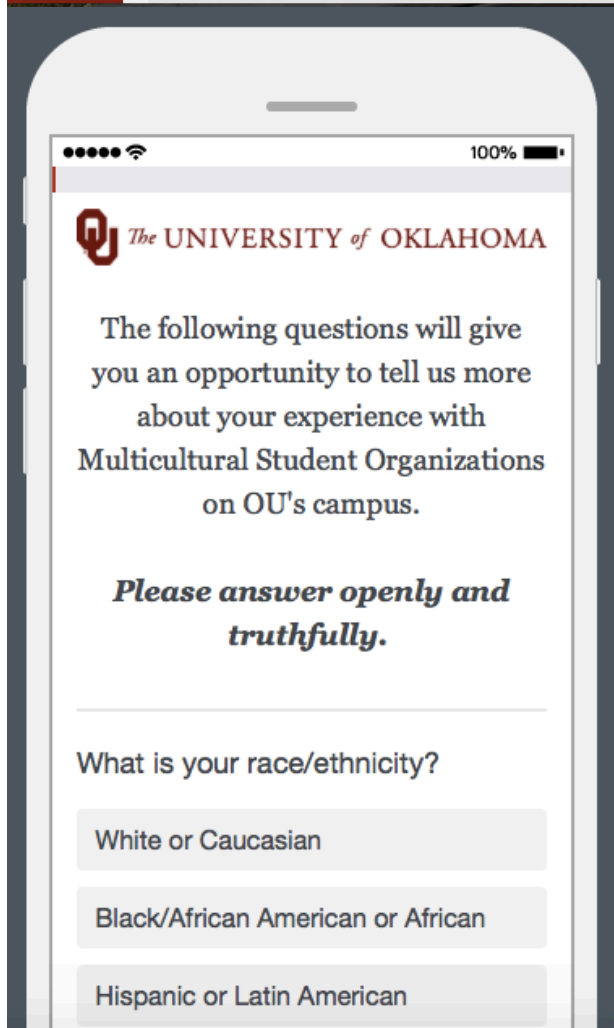 100%
OU The UNIVERSITY of OKLAHOMA
The following questions will give
you an opportunity to tell us more
about your experience with
Multicultural Student Organizations
on OU's campus.
Please answer openly and
truthfully.
What is your race/ethnicity?
White or Caucasian
Black/African American or African
Hispanic or Latin American